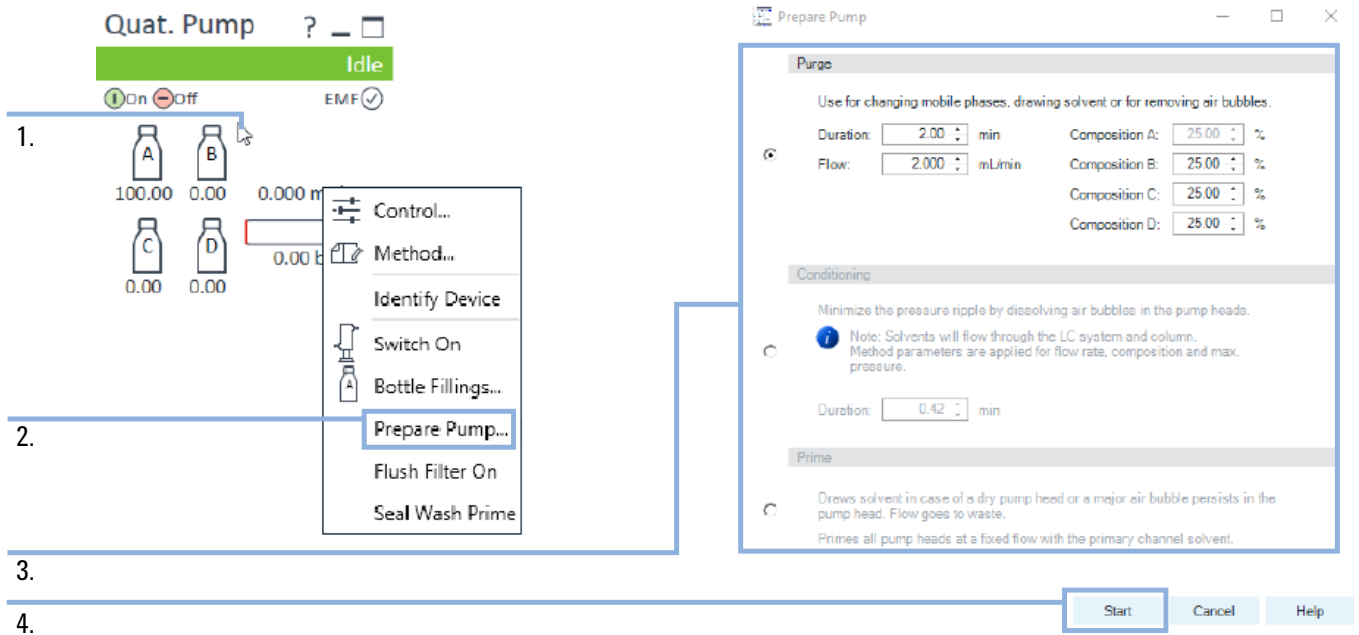 Quat. Pump ? 
Idle
On Off EMF
1.
A B
100.00 0.00 0.000 m
Control...
C D
Method...
0.00 b
0.00 0.00
Identify Device
Switch On
A
Bottle Fillings...
2.
Prepare Pump...
Flush Filter On
Seal Wash Prime
3.
4.
Prepare Pump
Purge
Use for changing mobile phases, drawing solvent or for removing air bubbles.
Duration: 2.00 min Composition A: 25.00 %
Flow: 2.000 mL/min Composition B: 25.00 %
Composition C: 25.00 %
Composition D: 25.00 %
Conditioning
Minimize the pressure ripple by dissolving air bubbles in the pump heads.
Note: Solvents will flow through the LC system and column.
Method parameters are applied for flow rate, composition and max.
pressure.
Duration: 0.42 min
Prime
Draws solvent in case of a dry pump head or a major air bubble persists in the
pump head. Flow goes to waste.
Primes all pump heads at a fixed flow with the primary channel solvent.
Start Cancel Help